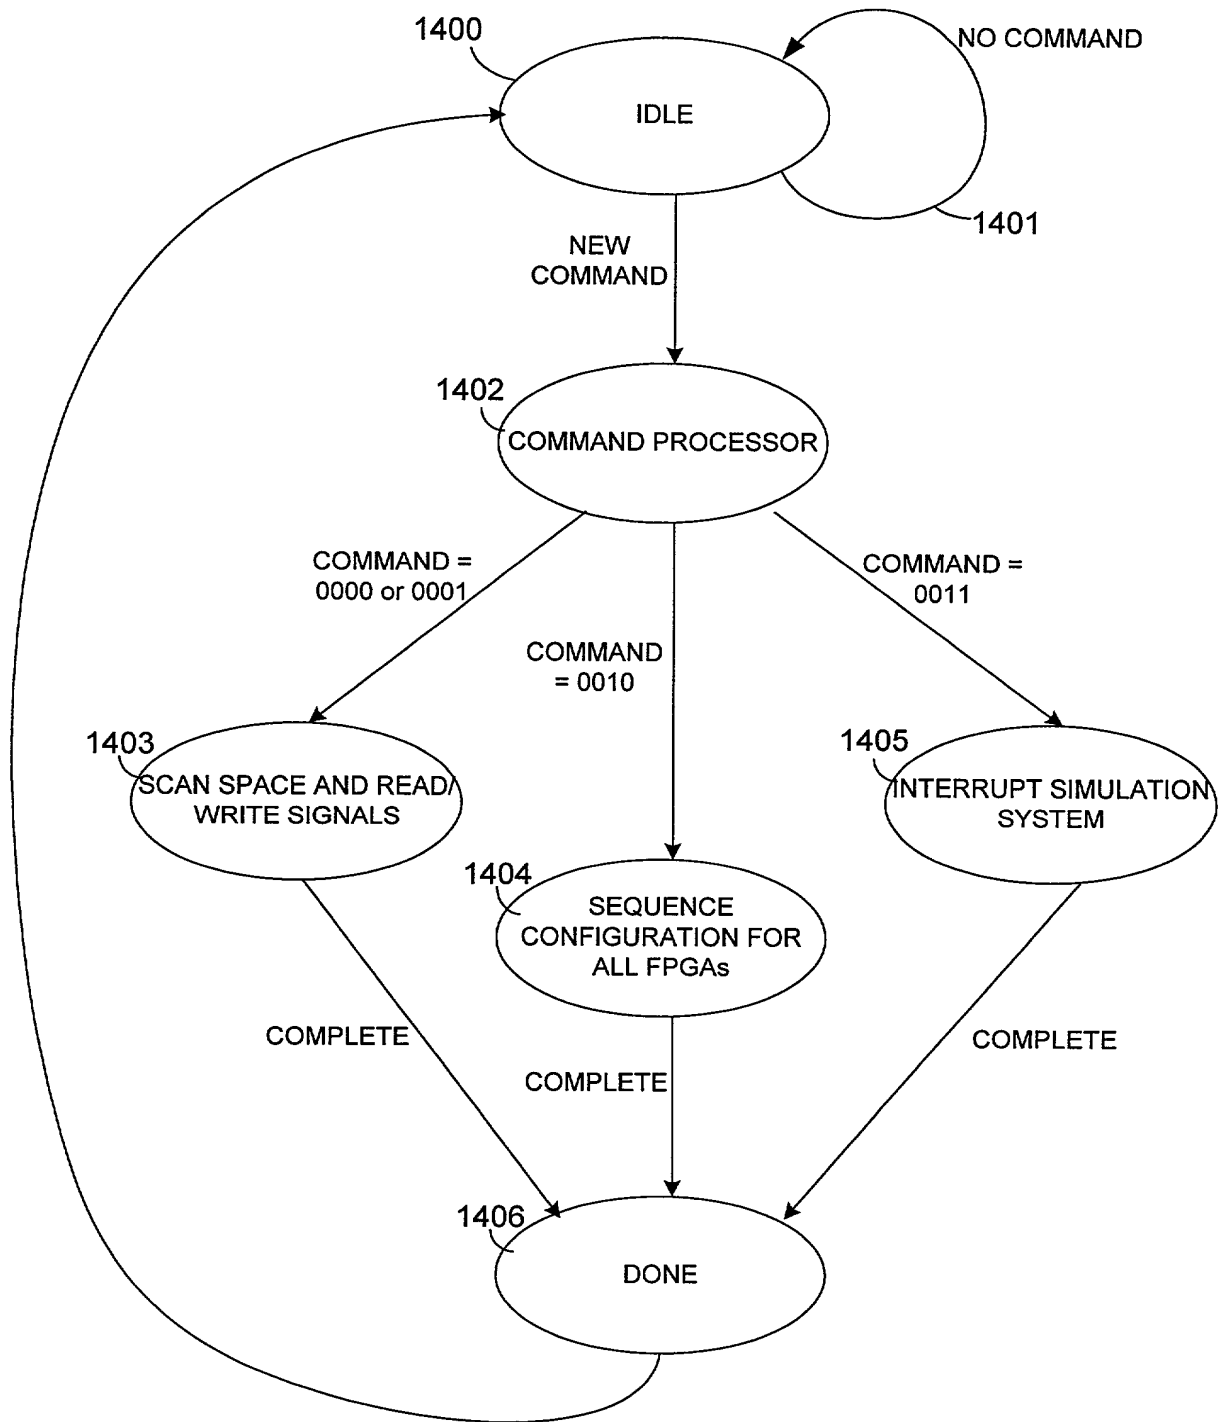 1400
NO COMMAND
IDLE
1401
NEW
COMMAND
1402
COMMAND PROCESSOR
COMMAND =
0000 or 0001
COMMAND
= 0010
COMMAND =
0011
1403
SCAN SPACE AND READ/
WRITE SIGNALS
1404
SEQUENCE
CONFIGURATION FOR
ALL FPGAs
1405
INTERRUPT SIMULATION
SYSTEM
COMPLETE
COMPLETE
COMPLETE
1406
DONE